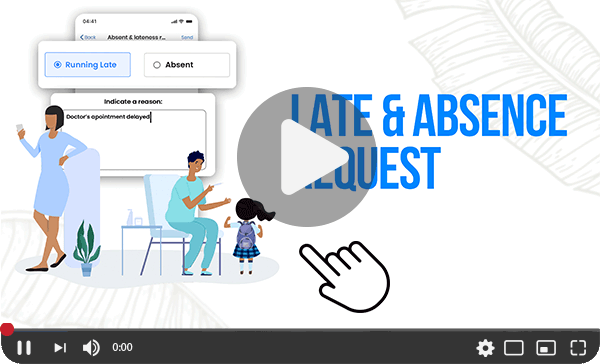 04:41
Back
Absent & lateness r...
Send
Running Late
Absent
Indicate a reason:
Doctor's apointment delayed
LATE & ABSENCE
REQUEST
0:00